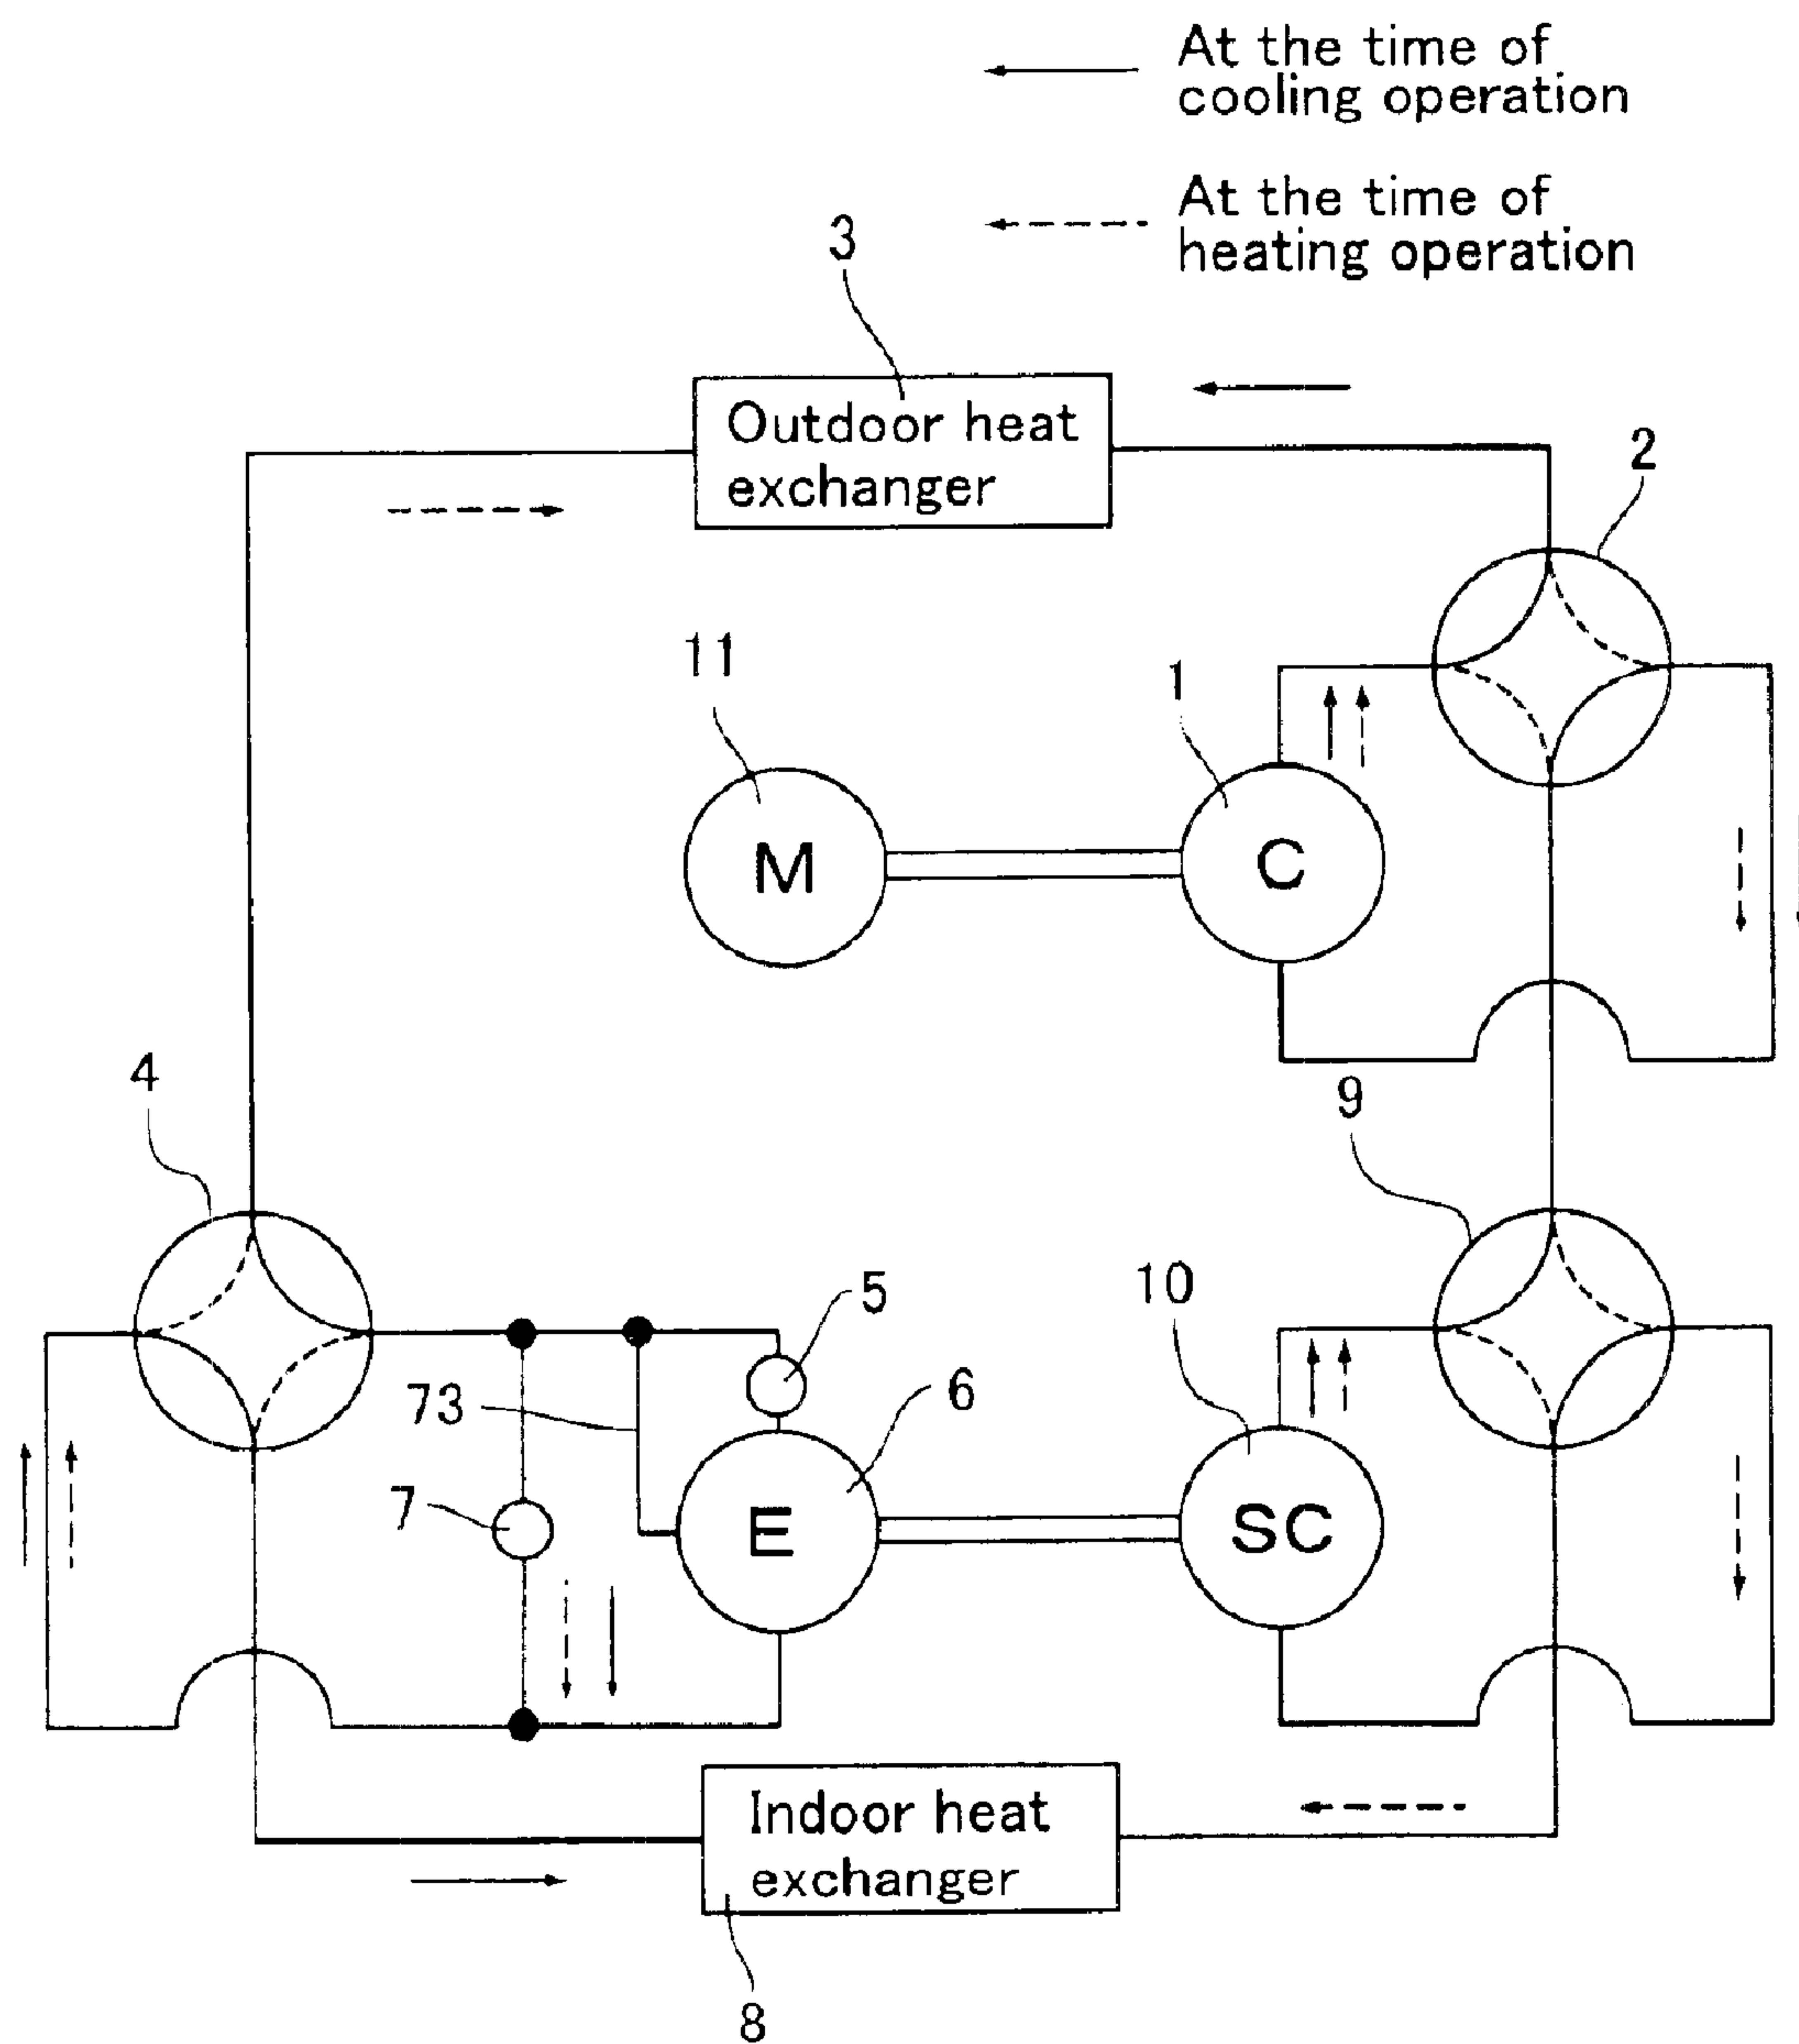 At the time of
cooling operation
At the time of
heating operation
3
Outdoor heat
exchanger
2
11
1
M
C
4
9
5
10
73
6
7
E
SC
Indoor heat
exchanger
8